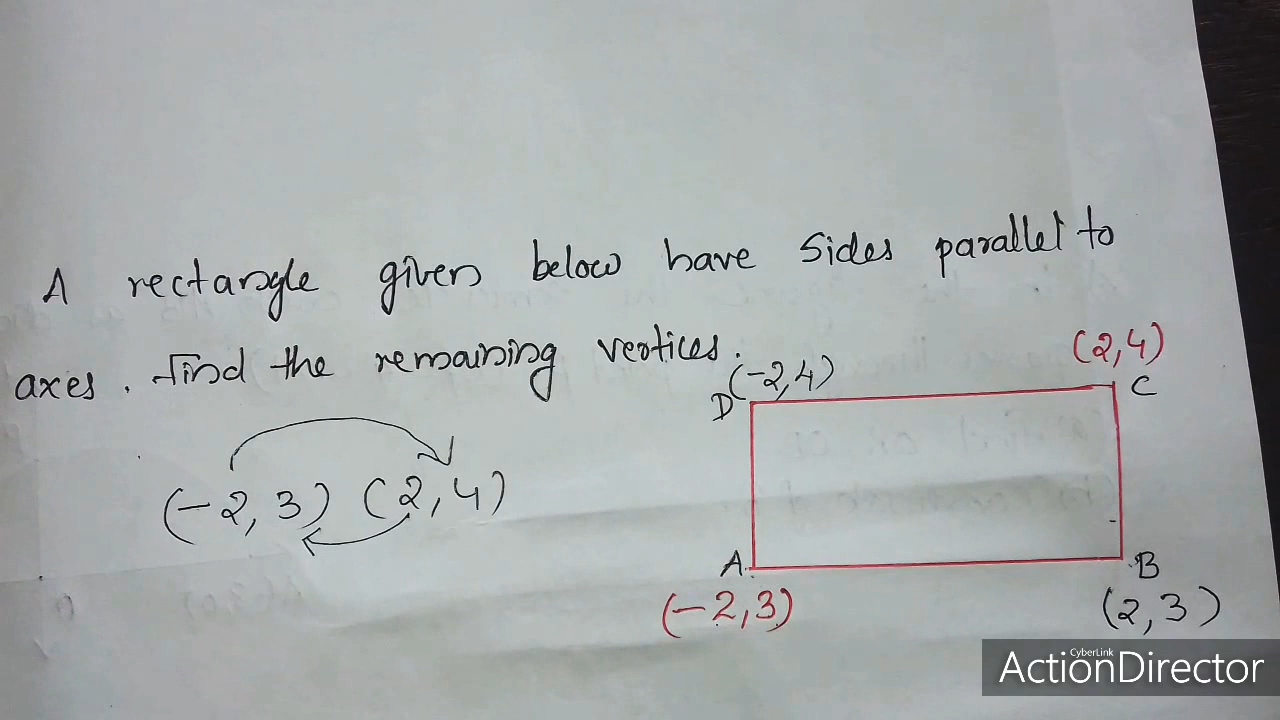 A rectangle given below have sides parallel to
axes. Find the remaining vertices.
(2,4)
D (-2,4)
C
(-2, 3) (2, 4)
A
B
(-2,3)
(2,3)
CyberLink
ActionDirector